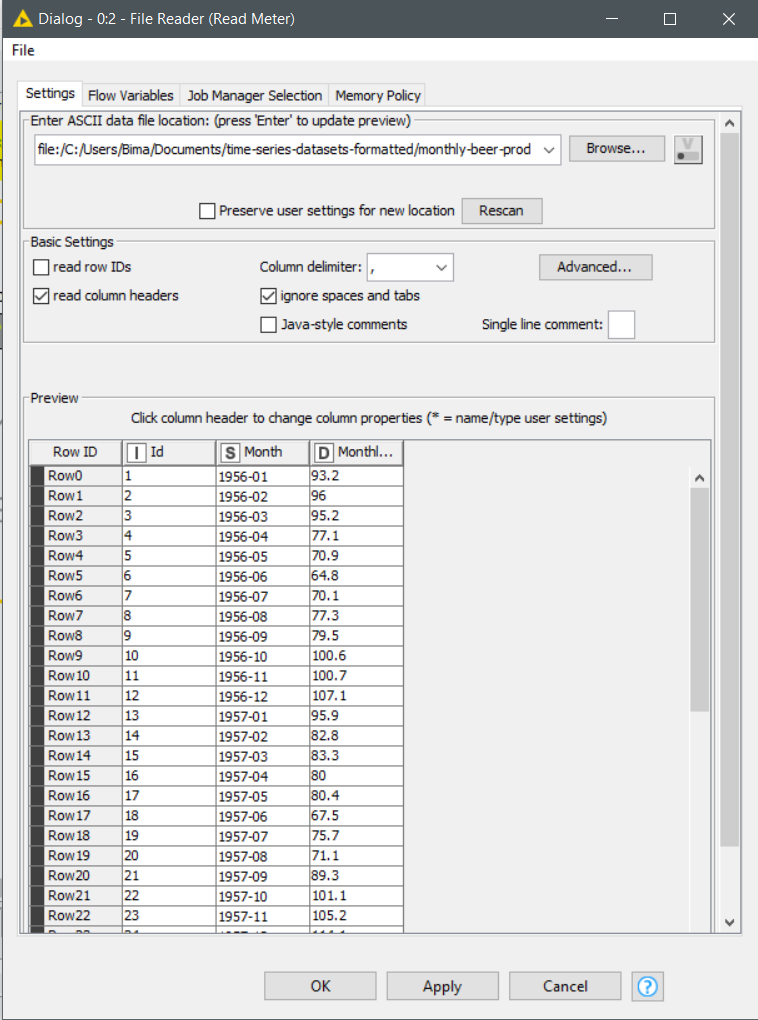 Dialog - 0:2 - File Reader (Read Meter)
File
Settings Flow Variables Job Manager Selection Memory Policy
Enter ASCII data file location: (press 'Enter' to update preview)
file:/C:/Users/Bima/Documents/time-series-datasets-formatted/monthly-beer-prod Browse... V
Preserve user settings for new location Rescan
Basic Settings
read row IDs Column delimiter: , Advanced...
read column headers ignore spaces and tabs
Java-style comments Single line comment:
Preview
Click column header to change column properties (* = name/type user settings)
Row ID I Id S Month D Monthl...
Row0 1 1956-01 93.2
Row1 2 1956-02 96
Row2 3 1956-03 95.2
Row3 4 1956-04 77.1
Row4 5 1956-05 70.9
Row5 6 1956-06 64.8
Row6 7 1956-07 70.1
Row7 8 1956-08 77.3
Row8 9 1956-09 79.5
Row9 10 1956-10 100.6
Row10 11 1956-11 100.7
Row11 12 1956-12 107.1
Row12 13 1957-01 95.9
Row13 14 1957-02 82.8
Row14 15 1957-03 83.3
Row15 16 1957-04 80
Row16 17 1957-05 80.4
Row17 18 1957-06 67.5
Row18 19 1957-07 75.7
Row19 20 1957-08 71.1
Row20 21 1957-09 89.3
Row21 22 1957-10 101.1
Row22 23 1957-11 105.2
OK Apply Cancel ?